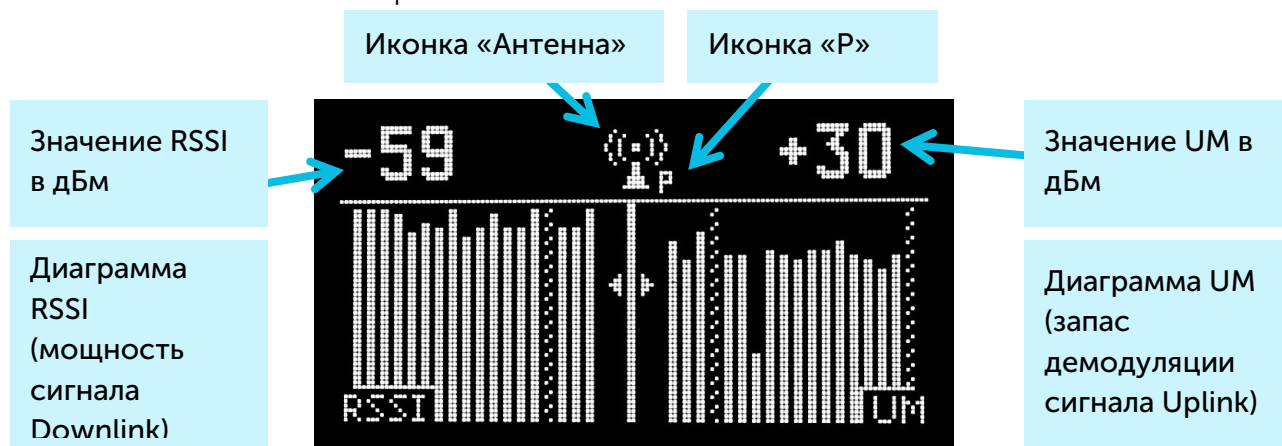 Иконка «Антенна»
Иконка «P»
Значение RSSI
в дБм
-59
P
+30
Значение UM в
дБм
Диаграмма
RSSI
(мощность
сигнала
Downlink)
RSSI
UM
Диаграмма UM
(запас
демодуляции
сигнала Uplink)